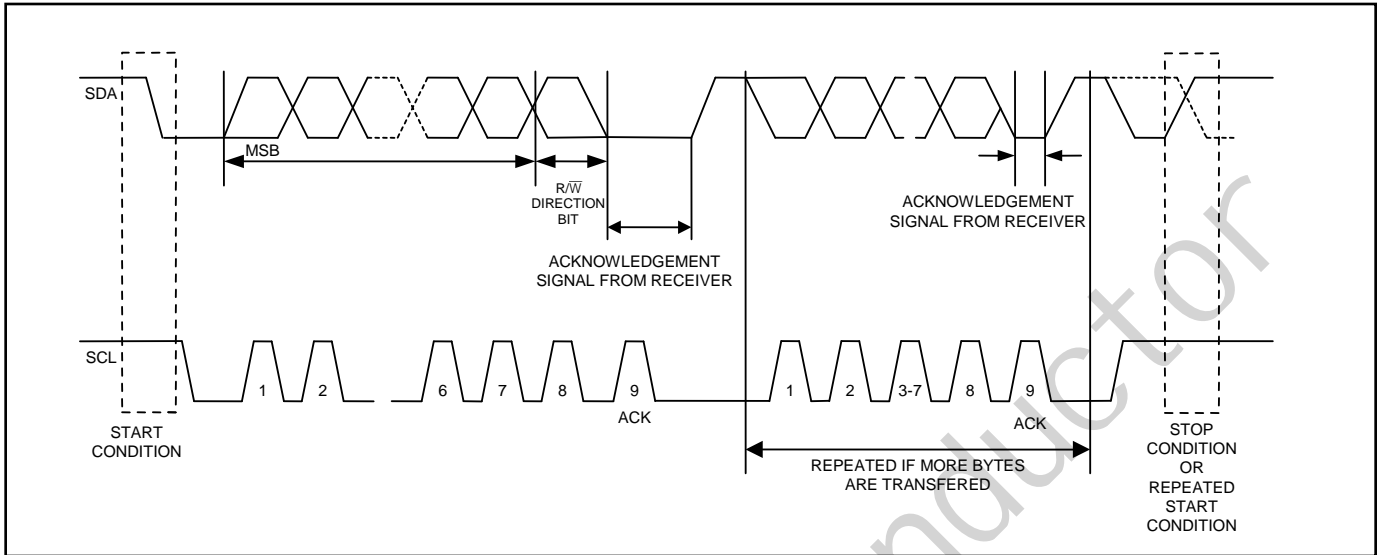 SDA
MSB
R/W̅
DIRECTION
BIT
ACKNOWLEDGEMENT
SIGNAL FROM RECEIVER
ACKNOWLEDGEMENT
SIGNAL FROM RECEIVER
SCL
1
2
6
7
8
9
1
2
3-7
8
9
ACK
ACK
START
CONDITION
REPEATED IF MORE BYTES
ARE TRANSFERED
STOP
CONDITION
OR
REPEATED
START
CONDITION